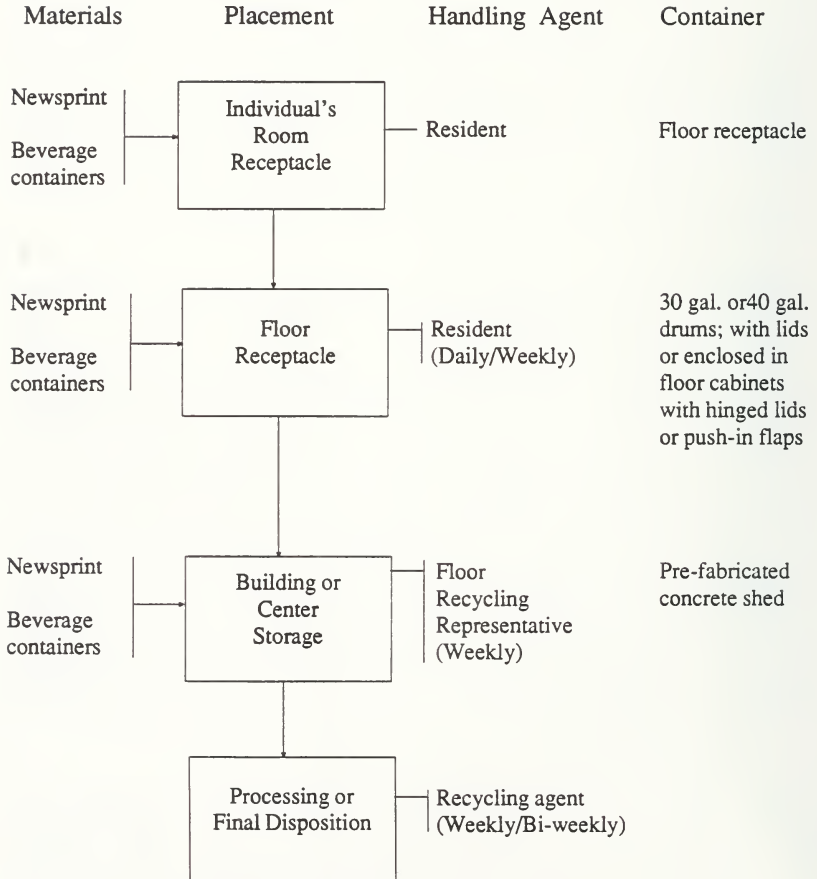 Materials Placement Handling Agent Container
Newsprint
Beverage
containers
Individual's
Room
Receptacle
Resident
Floor receptacle
Newsprint
Beverage
containers
Floor
Receptacle
Resident
(Daily/Weekly)
30 gal. or40 gal.
drums; with lids
or enclosed in
floor cabinets
with hinged lids
or push-in flaps
Newsprint
Beverage
containers
Building or
Center
Storage
Floor
Recycling
Representative
(Weekly)
Pre-fabricated
concrete shed
Processing or
Final Disposition
Recycling agent
(Weekly/Bi-weekly)